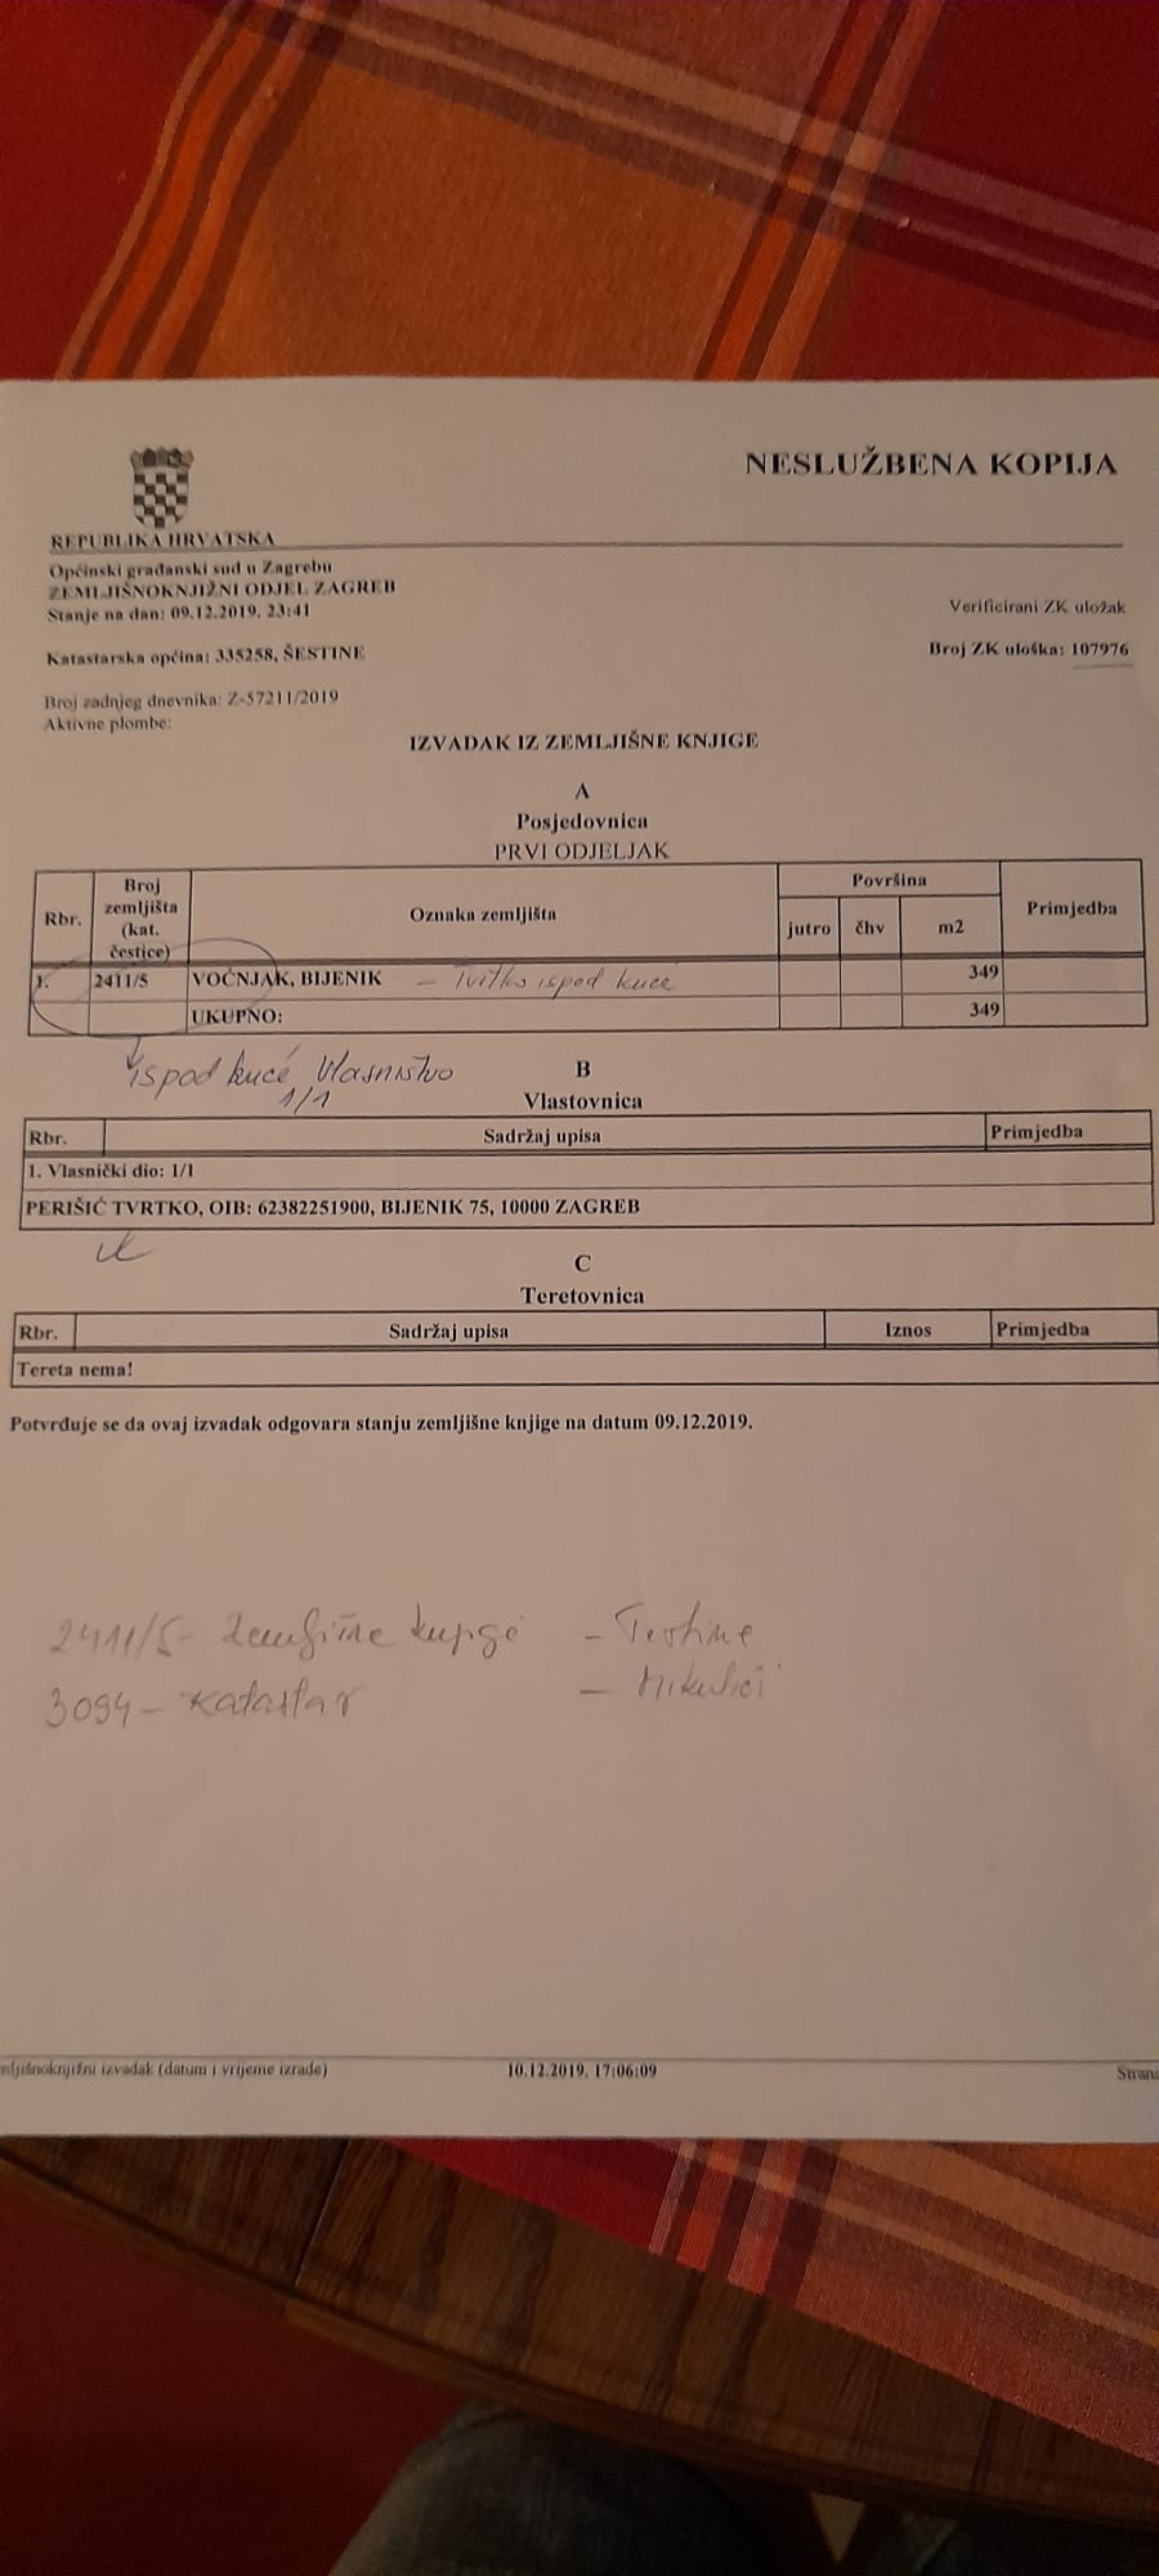 NESLUŽBENA KOPIJA
REPUBLIKA HRVATSKA
Općinski građanski sud u Zagrebu
ZEMLJIŠNOKNJIŽNI ODJEL ZAGREB
Stanje na dan: 09.12.2019. 23:41
Verificirani ZK uložak
Katastarska općina: 335258, ŠESTINE
Broj ZK uloška: 107976
Broj zadnjeg dnevnika: Z-57211/2019
Aktivne plombe:
IZVADAK IZ ZEMLJIŠNE KNJIGE
A
Posjedovnica
PRVI ODJELJAK
Rbr. Broj zemljišta (kat. čestice) Oznaka zemljišta Površina Primjedba
jutro čhv m2
1. 2411/5 VOĆNJAK, BIJENIK - ispod kuće 349
UKUPNO: 349
ispod kuće Vlasništvo
1/1
B
Vlastovnica
Rbr. Sadržaj upisa Primjedba
1. Vlasnički dio: 1/1
PERIŠIĆ TVRTKO, OIB: 62382251900, BIJENIK 75, 10000 ZAGREB
C
Teretovnica
Rbr. Sadržaj upisa Iznos Primjedba
Tereta nema!
Potvrđuje se da ovaj izvadak odgovara stanju zemljišne knjige na datum 09.12.2019.
2411/5 - zemljišne knjige -
3094 - Katastar - Mikulići
izvadak (datum i vrijeme izrade) 10.12.2019. 17:06:09